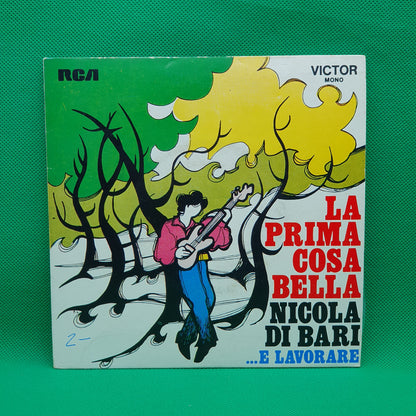 RCA
VICTOR
MONO
LA
PRIMA
COSA
BELLA
NICOLA
DI BARI
...E LAVORARE
2-